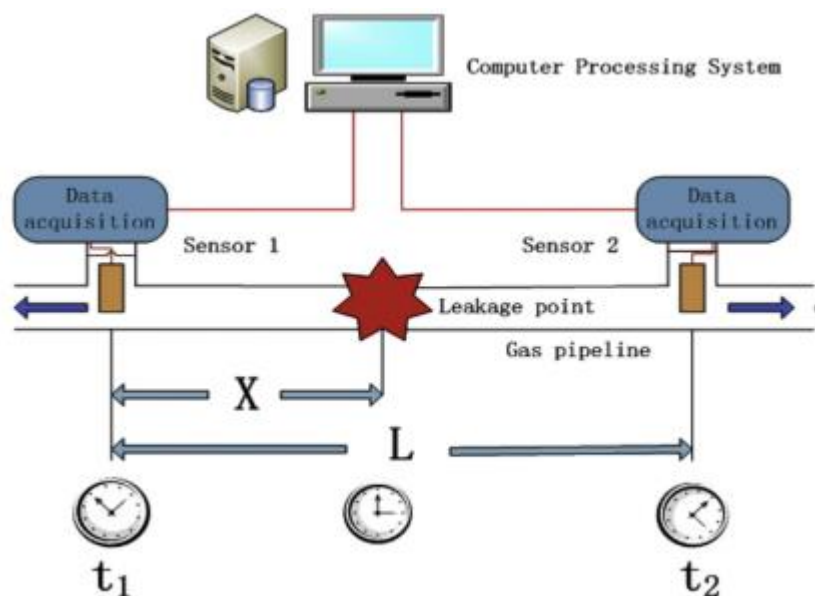 Computer Processing System
Data
acquisition
Data
acquisition
Sensor 1
Sensor 2
Leakage point
Gas pipeline
X
L
t₁
t₂